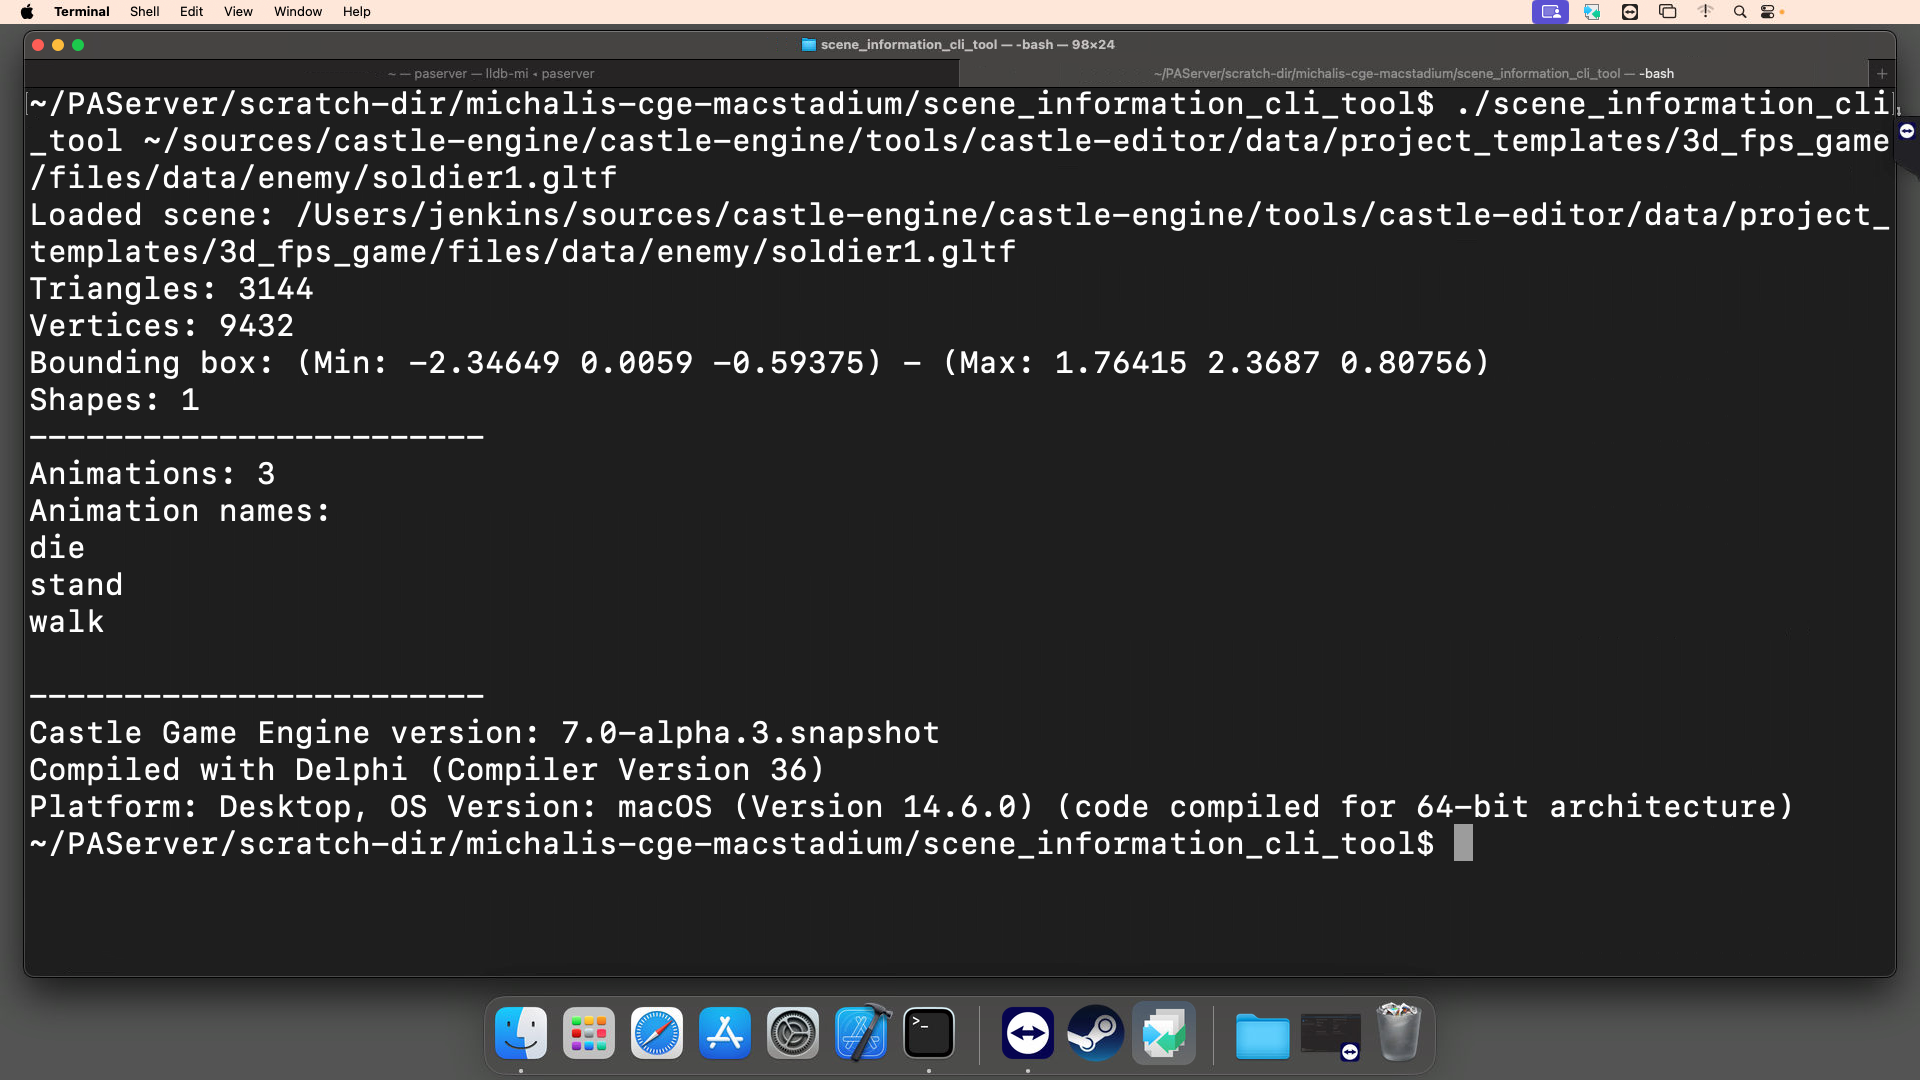 Terminal Shell Edit View Window Help
scene_information_cli_tool — -bash — 98×24
~ — paserver — lldb-mi ◂ paserver
~/PAServer/scratch-dir/michalis-cge-macstadium/scene_information_cli_tool — -bash
~/PAServer/scratch-dir/michalis-cge-macstadium/scene_information_cli_tool$ ./scene_information_cli
_tool ~/sources/castle-engine/castle-engine/tools/castle-editor/data/project_templates/3d_fps_game
/files/data/enemy/soldier1.gltf
Loaded scene: /Users/jenkins/sources/castle-engine/castle-engine/tools/castle-editor/data/project_
templates/3d_fps_game/files/data/enemy/soldier1.gltf
Triangles: 3144
Vertices: 9432
Bounding box: (Min: -2.34649 0.0059 -0.59375) - (Max: 1.76415 2.3687 0.80756)
Shapes: 1
------------------------
Animations: 3
Animation names:
die
stand
walk
------------------------
Castle Game Engine version: 7.0-alpha.3.snapshot
Compiled with Delphi (Compiler Version 36)
Platform: Desktop, OS Version: macOS (Version 14.6.0) (code compiled for 64-bit architecture)
~/PAServer/scratch-dir/michalis-cge-macstadium/scene_information_cli_tool$